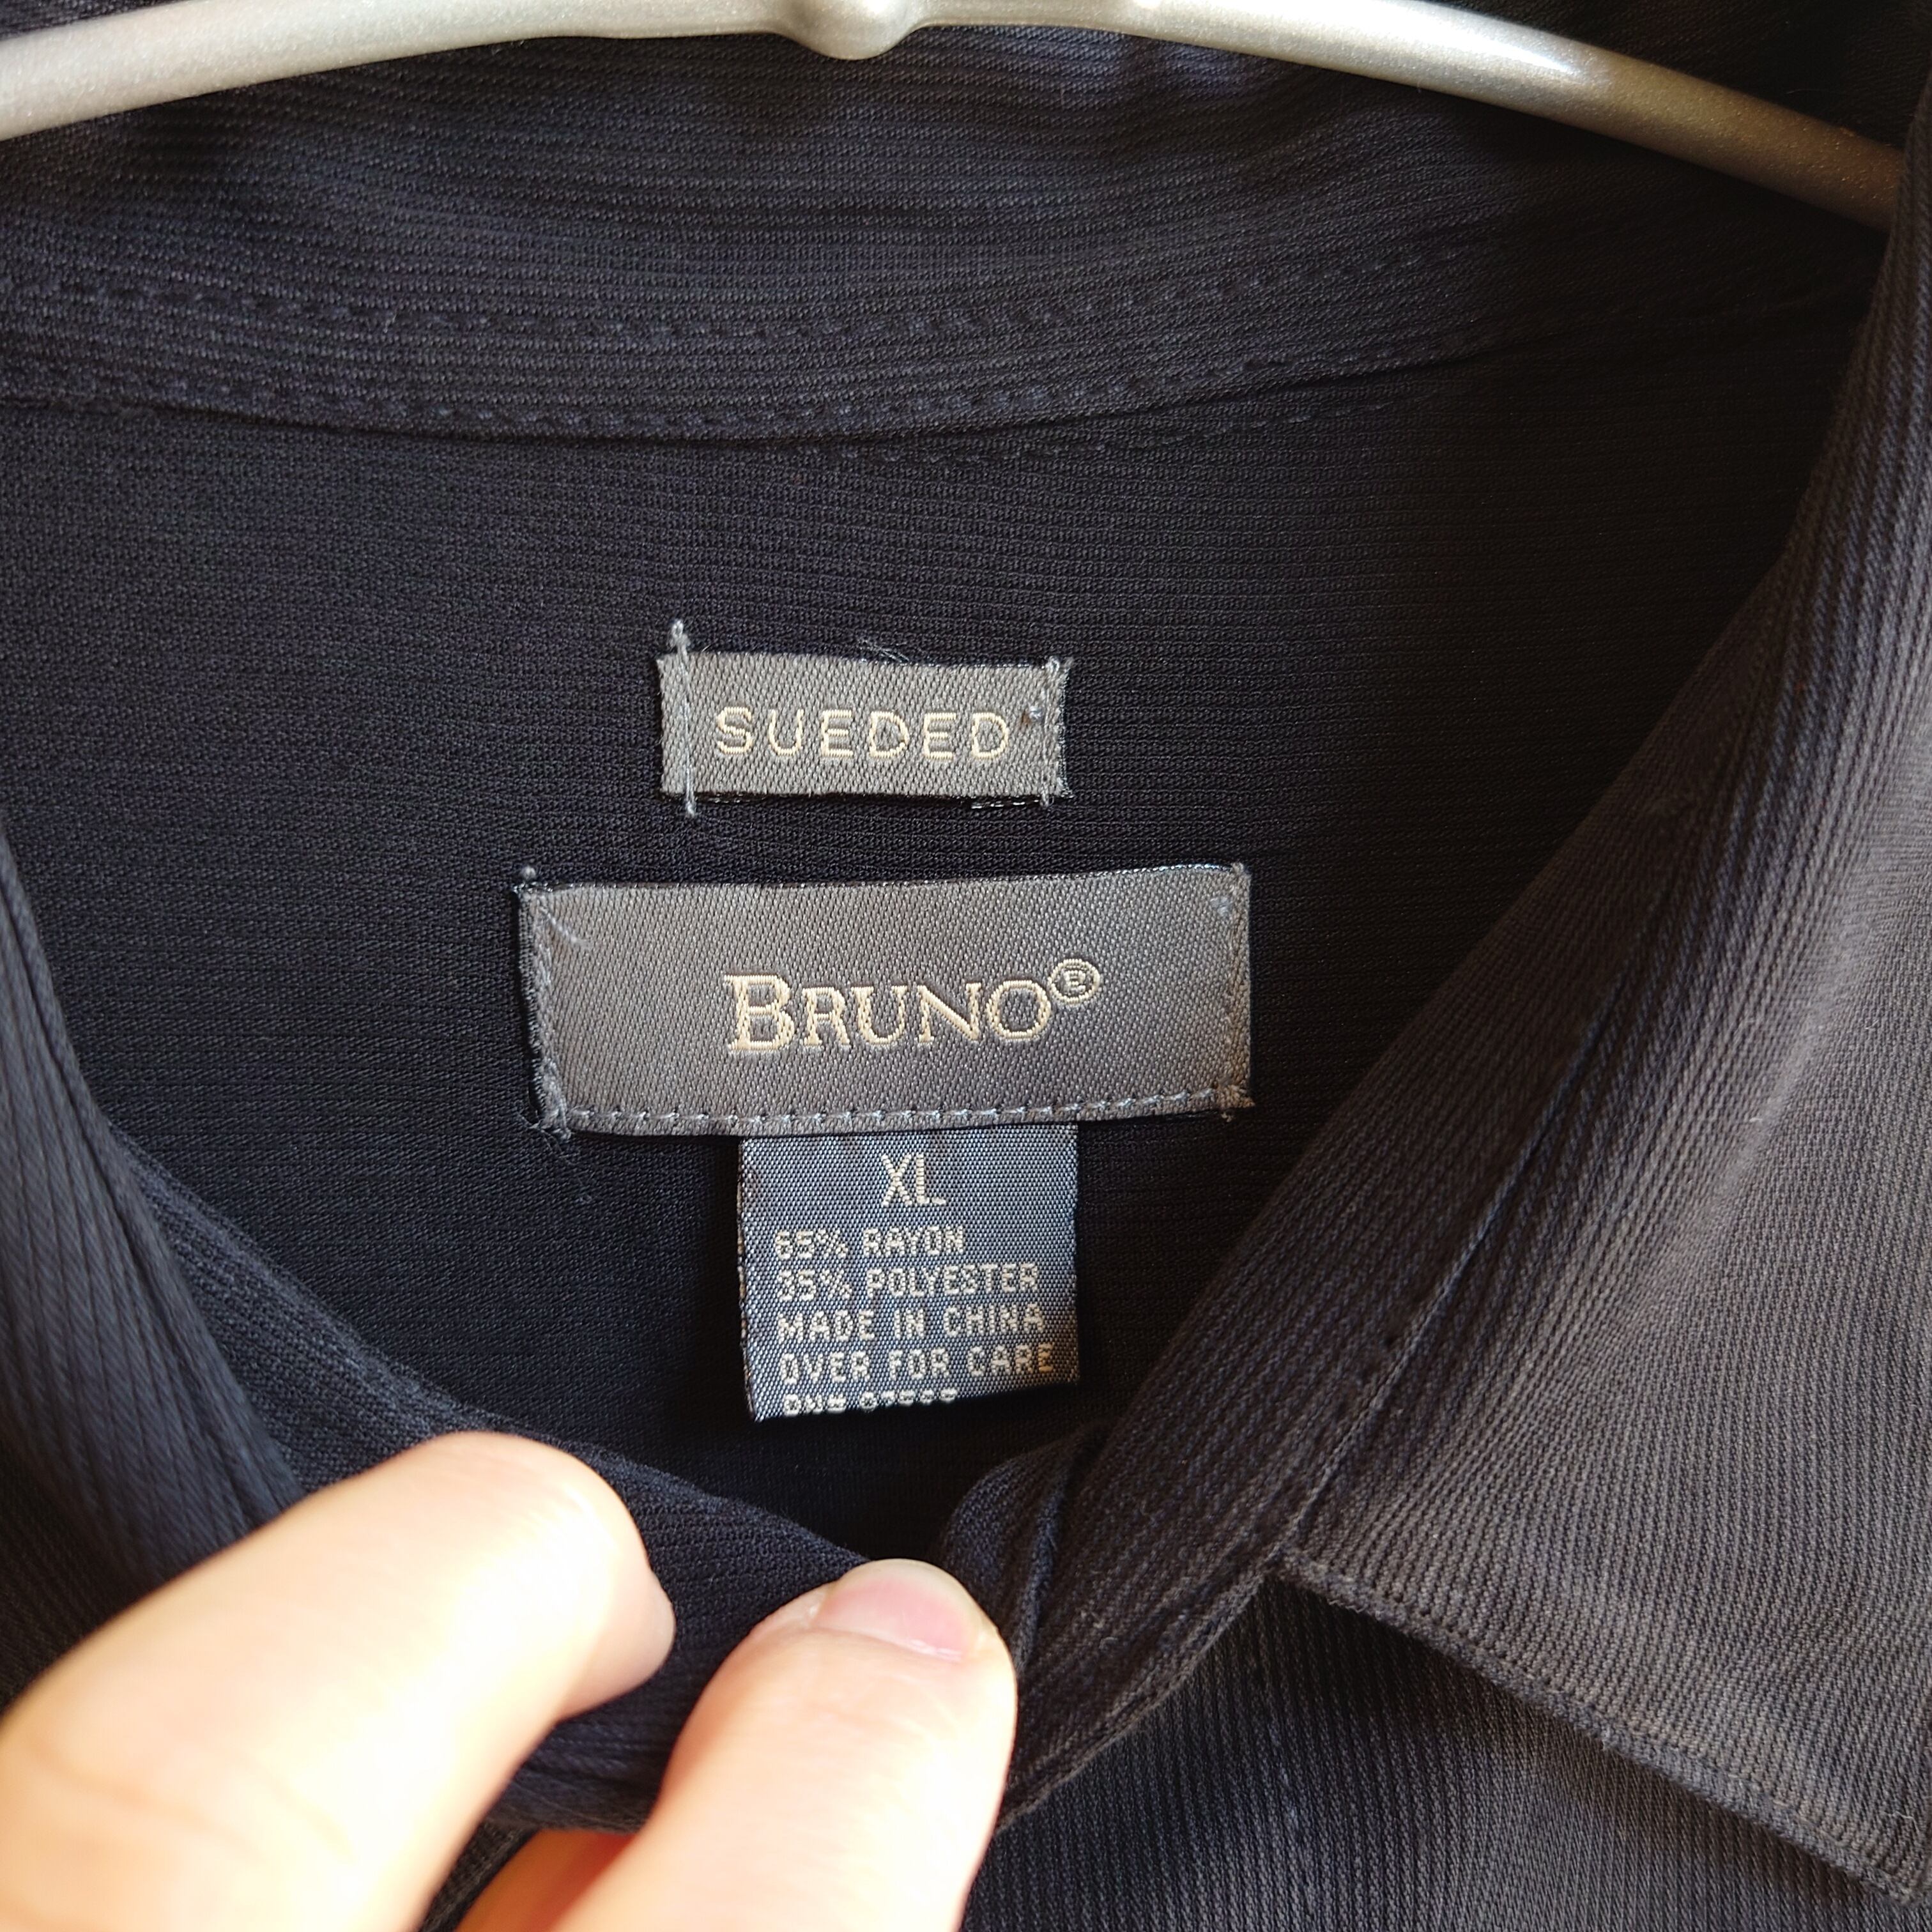 SUEDED
BRUNO®
XL
65% RAYON
35% POLYESTER
MADE IN CHINA
OVER FOR CARE